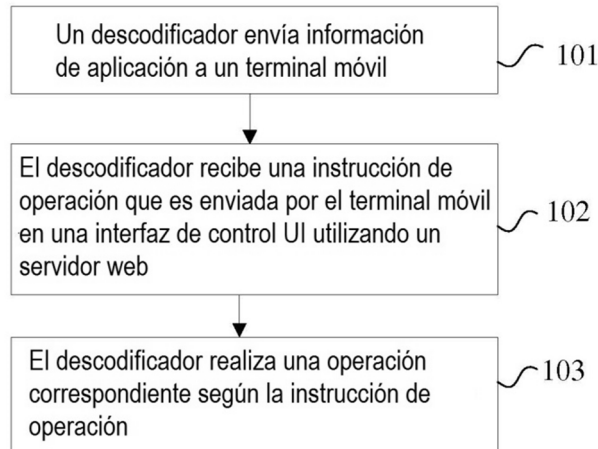 Un descodificador envía información
de aplicación a un terminal móvil
101
El descodificador recibe una instrucción de
operación que es enviada por el terminal móvil
en una interfaz de control UI utilizando un
servidor web
102
El descodificador realiza una operación
correspondiente según la instrucción de
operación
103